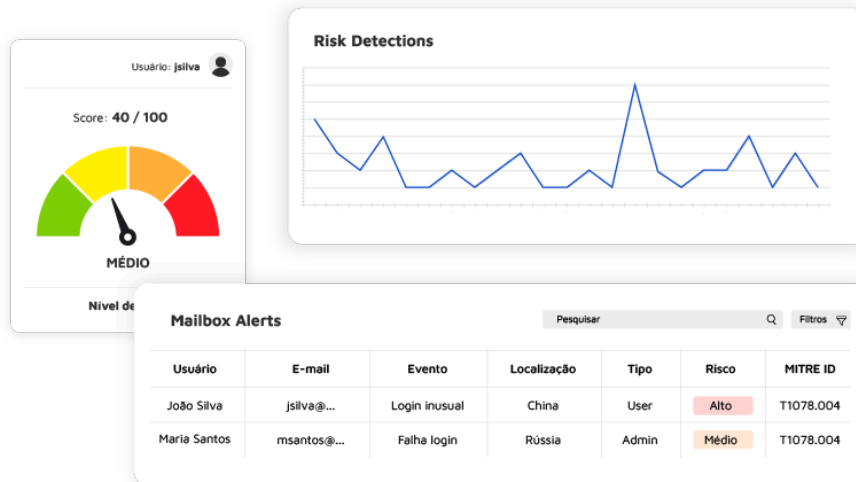 Usuário: jsilva
Score: 40 / 100
MÉDIO
Nível de
Risk Detections
Mailbox Alerts
Pesquisar
Filtros
Usuário E-mail Evento Localização Tipo Risco MITRE ID
João Silva jsilva@... Login inusual China User Alto T1078.004
Maria Santos msantos@... Falha login Rússia Admin Médio T1078.004